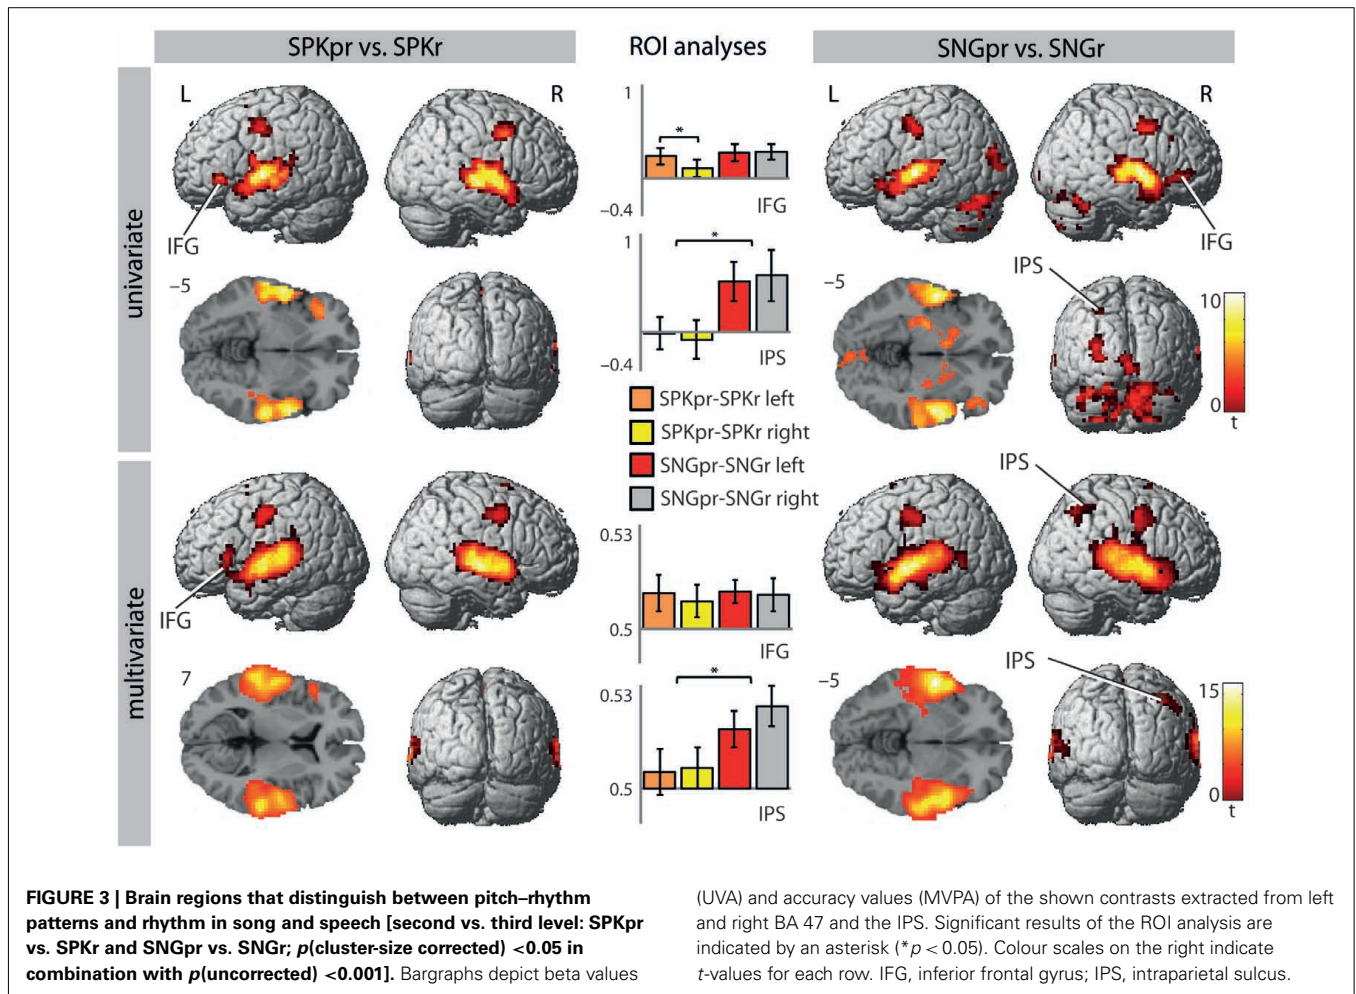 SPKpr vs. SPKr
ROI analyses
SNGpr vs. SNGr
univariate
L
R
IFG
-5
1
*
-0.4
IFG
1
*
-0.4
IPS
SPKpr-SPKr left
SPKpr-SPKr right
SNGpr-SNGr left
SNGpr-SNGr right
L
R
IFG
IPS
-5
10
0
t
multivariate
IFG
7
0.53
0.5
IFG
*
0.53
0.5
IPS
IPS
IPS
-5
15
0
t
FIGURE 3 | Brain regions that distinguish between pitch–rhythm
patterns and rhythm in song and speech [second vs. third level: SPKpr
vs. SPKr and SNGpr vs. SNGr; p(cluster-size corrected) <0.05 in
combination with p(uncorrected) <0.001]. Bargraphs depict beta values
(UVA) and accuracy values (MVPA) of the shown contrasts extracted from left
and right BA 47 and the IPS. Significant results of the ROI analysis are
indicated by an asterisk (*p < 0.05). Colour scales on the right indicate
t-values for each row. IFG, inferior frontal gyrus; IPS, intraparietal sulcus.